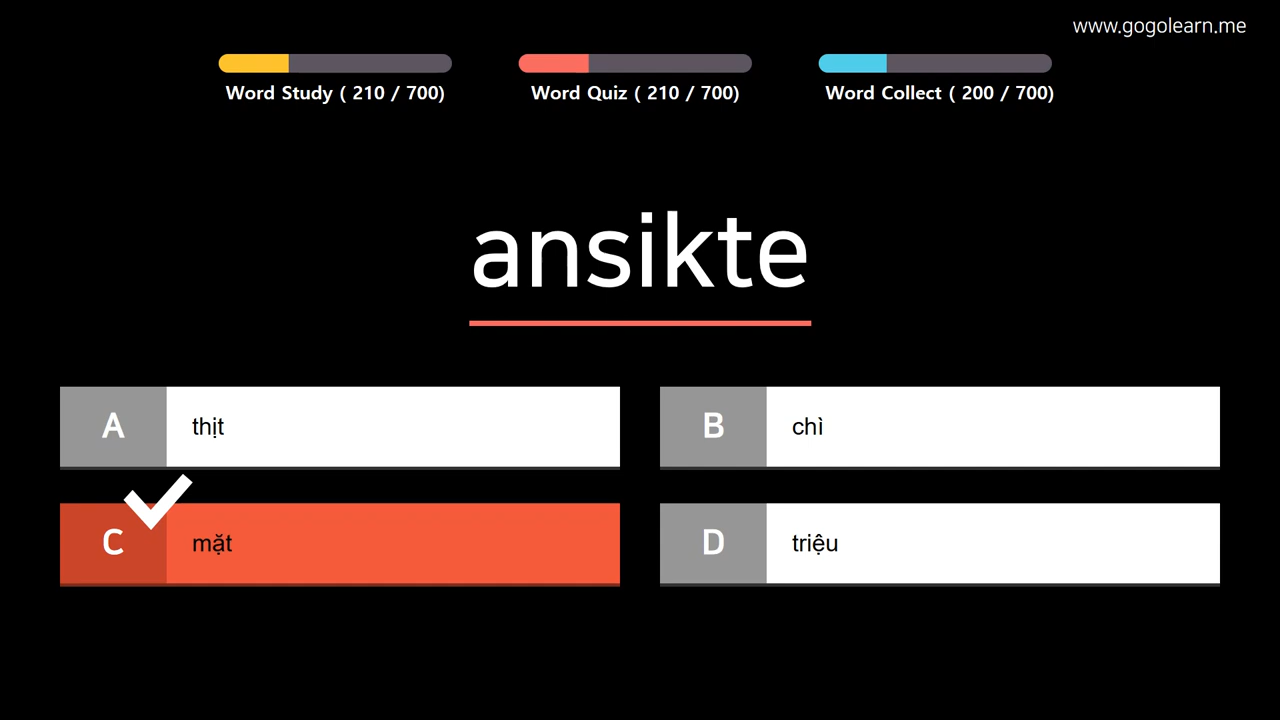 www.gogolearn.me
Word Study ( 210 / 700)
Word Quiz ( 210 / 700)
Word Collect ( 200 / 700)
ansikte
A
thịt
B
chì
C
mặt
D
triệu